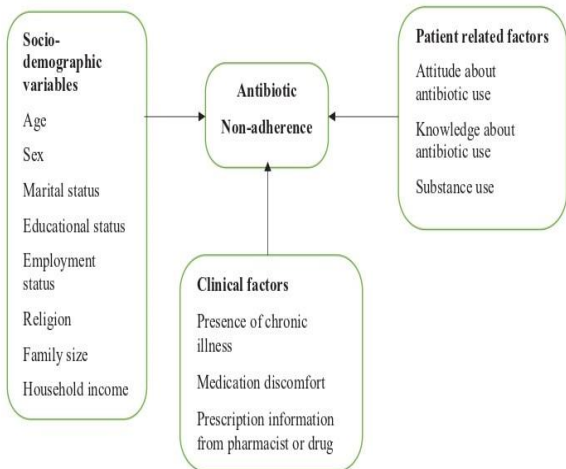 Socio-
demographic
variables
Age
Sex
Marital status
Educational status
Employment
status
Religion
Family size
Household income
Antibiotic
Non-adherence
Patient related factors
Attitude about
antibiotic use
Knowledge about
antibiotic use
Substance use
Clinical factors
Presence of chronic
illness
Medication discomfort
Prescription information
from pharmacist or drug